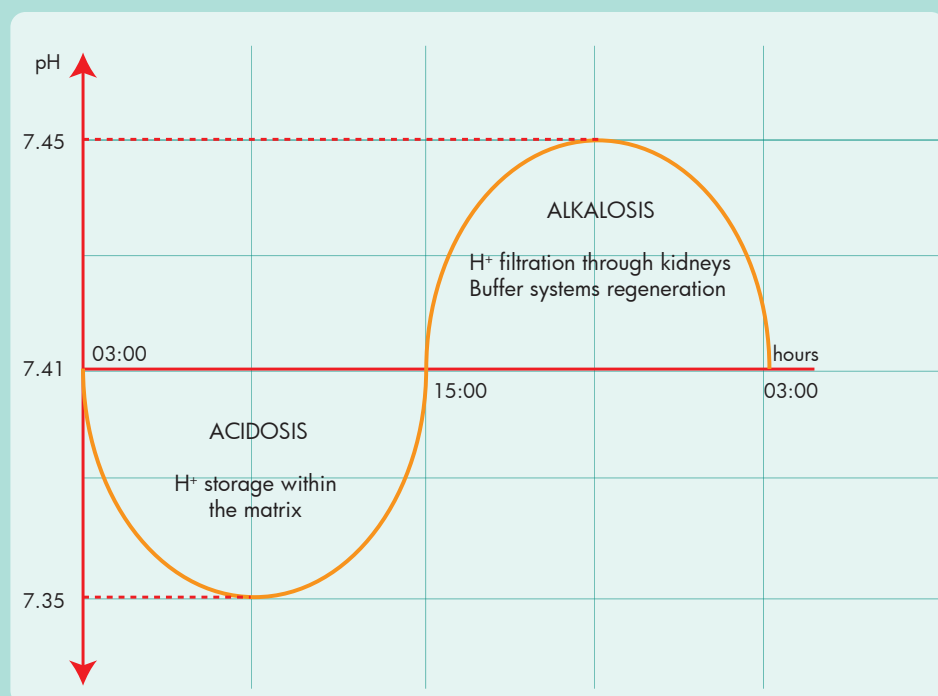 pH
7.45
ALKALOSIS
H⁺ filtration through kidneys
Buffer systems regeneration
03:00
hours
7.41
15:00
03:00
ACIDOSIS
H⁺ storage within
the matrix
7.35